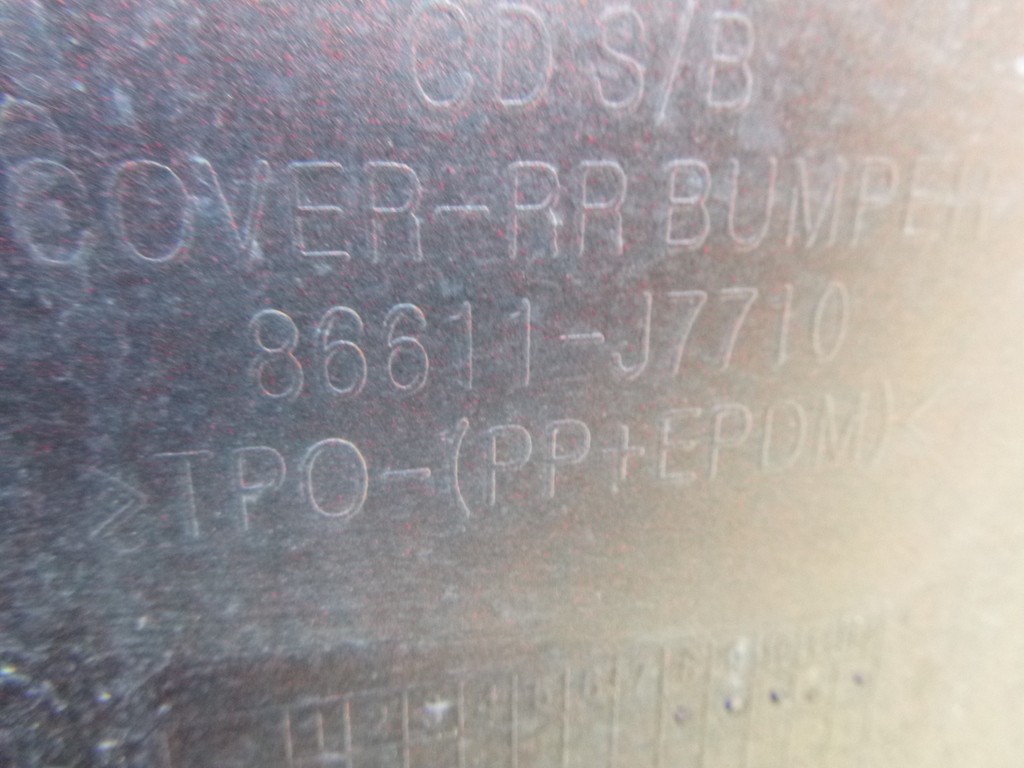 CD S/B
COVER-RR BUMPER
86611-J7710
>TPO-(PP+EPDM)<